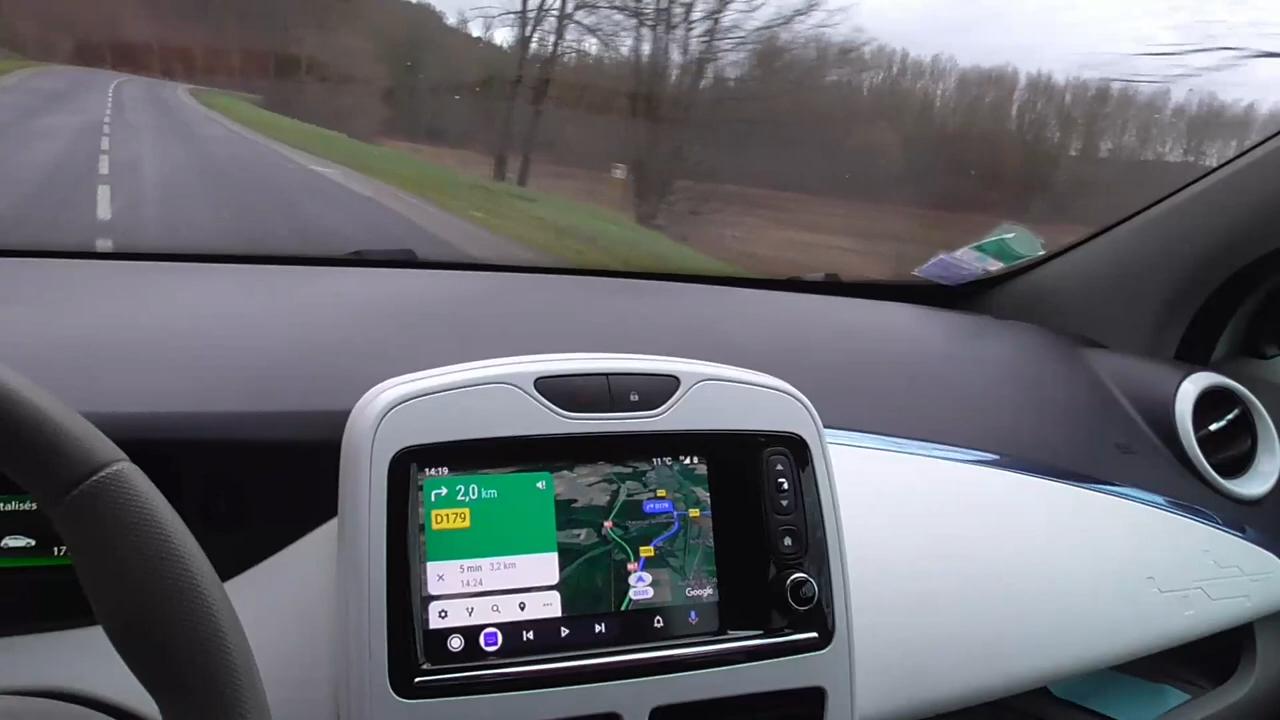 14:19
11 °C
2,0 km
D179
5 min 3,2 km
14:24
D179
Google
talisés
17